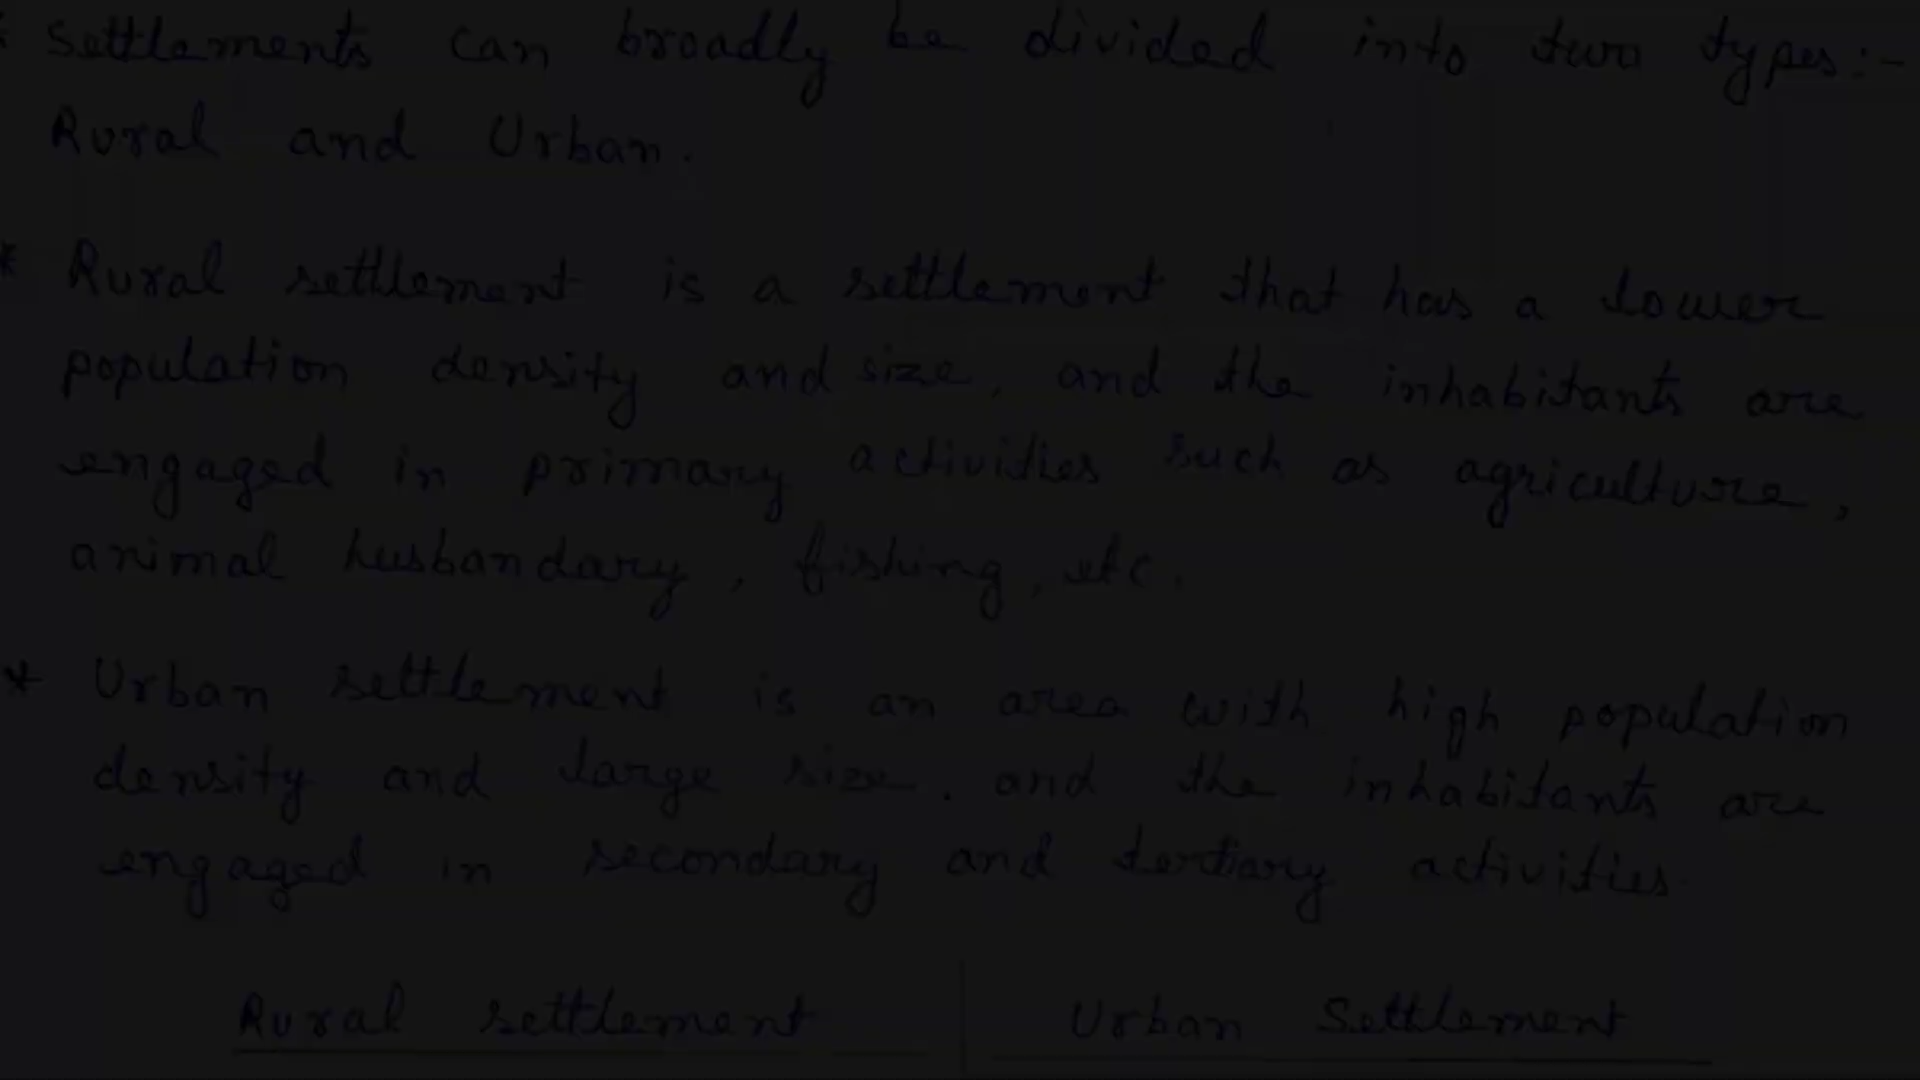 * Settlements can broadly be divided into two types:-
Rural and Urban.
* Rural settlement is a settlement that has a lower
population density and size, and the inhabitants are
engaged in primary activities such as agriculture,
animal husbandary, fishing, etc.
* Urban settlement is an area with high population
density and large size, and the inhabitants are
engaged in secondary and tertiary activities.
Rural settlement Urban Settlement